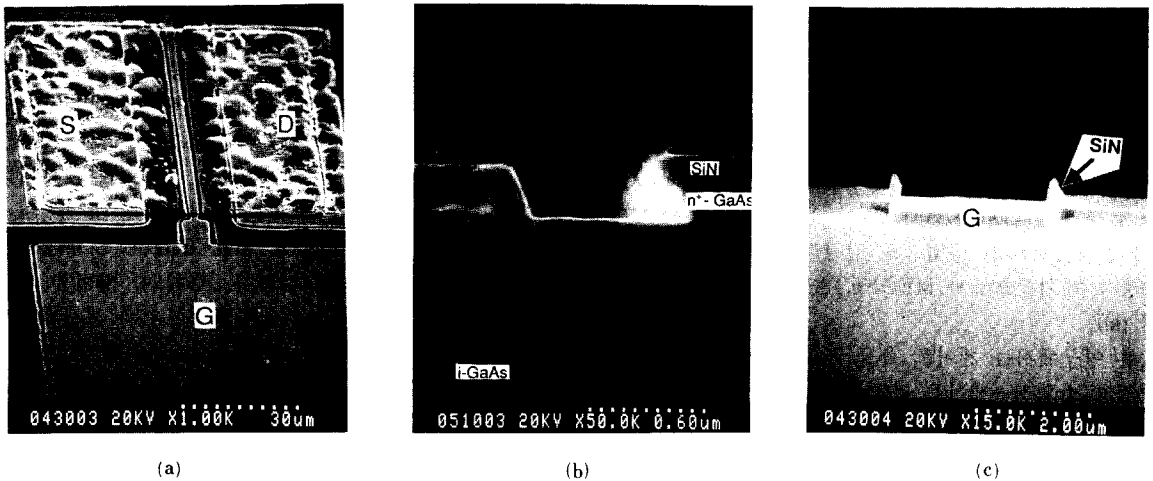 S
D
G
043003 20KV X1.00K 30um
(a)
SiN
n⁺- GaAs
i-GaAs
051003 20KV X50.0K 0.60um
(b)
SiN
G
043004 20KV X15.0K 2.00um
(c)